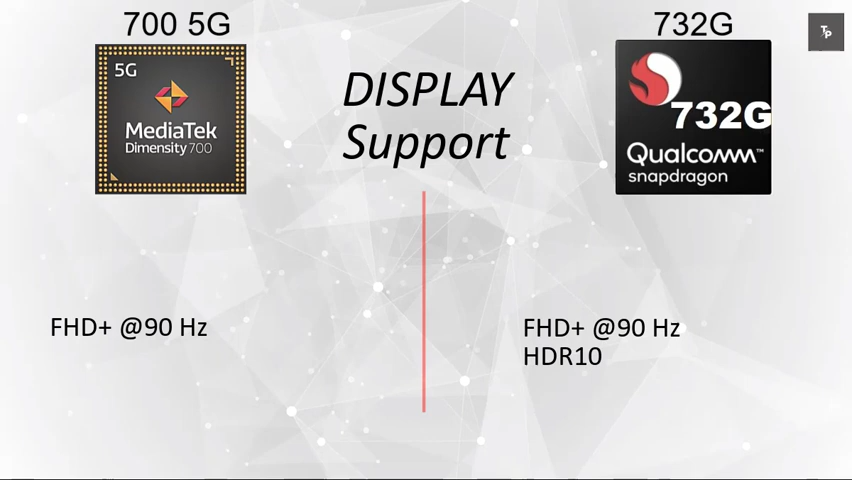 700 5G
732G
TP
5G
MediaTek
Dimensity 700
DISPLAY
Support
732G
Qualcomm™
snapdragon
FHD+ @90 Hz
FHD+ @90 Hz
HDR10